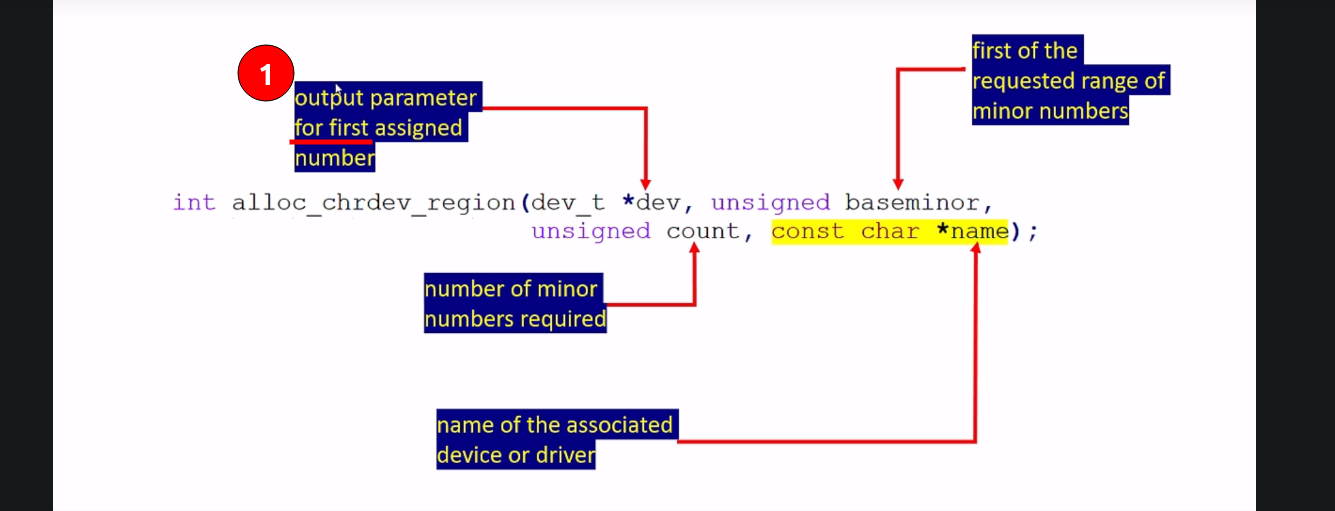 1
output parameter
for first assigned
number
first of the
requested range of
minor numbers
int alloc_chrdev_region(dev_t *dev, unsigned baseminor,
unsigned count, const char *name);
number of minor
numbers required
name of the associated
device or driver